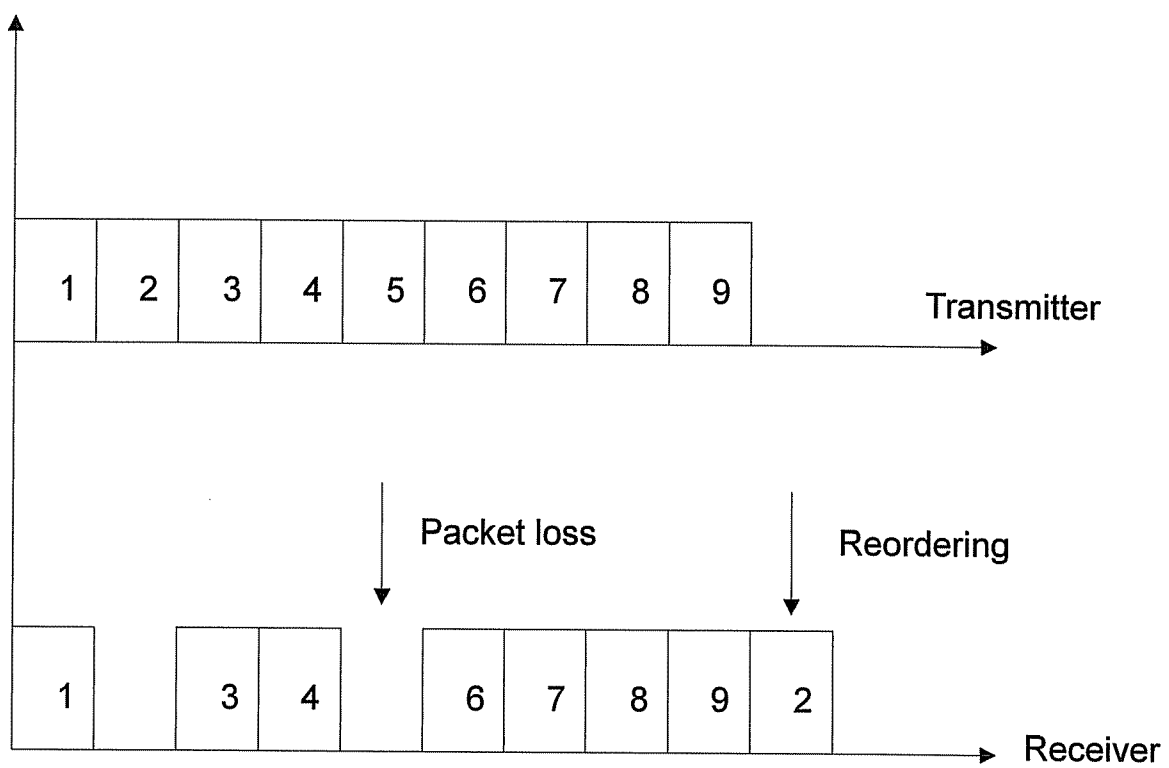 1 2 3 4 5 6 7 8 9
Transmitter
Packet loss
Reordering
1 3 4 6 7 8 9 2
Receiver